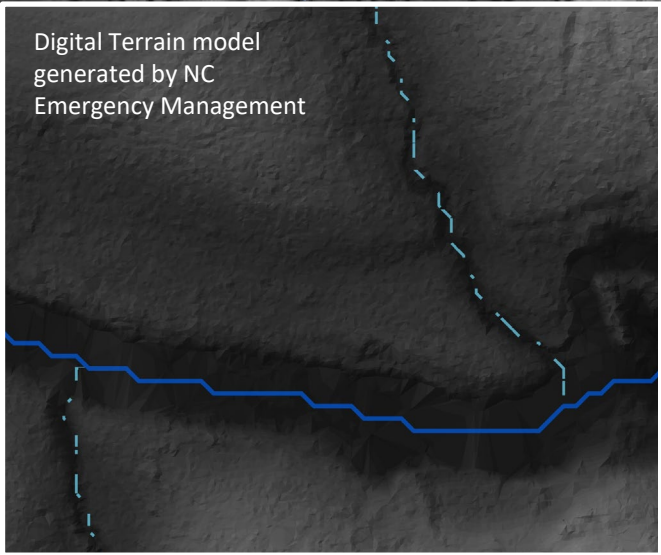 Digital Terrain model
generated by NC
Emergency Management